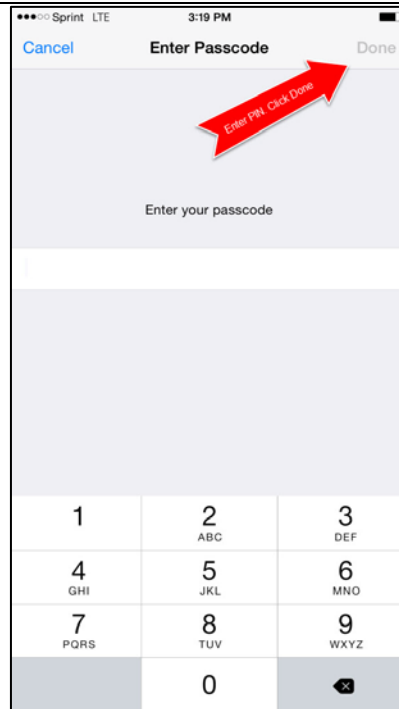 Sprint LTE 3:19 PM
Cancel Enter Passcode Done
Enter PIN. Click Done
Enter your passcode
1 2 3
ABC DEF
4 5 6
GHI JKL MNO
7 8 9
PQRS TUV WXYZ
0